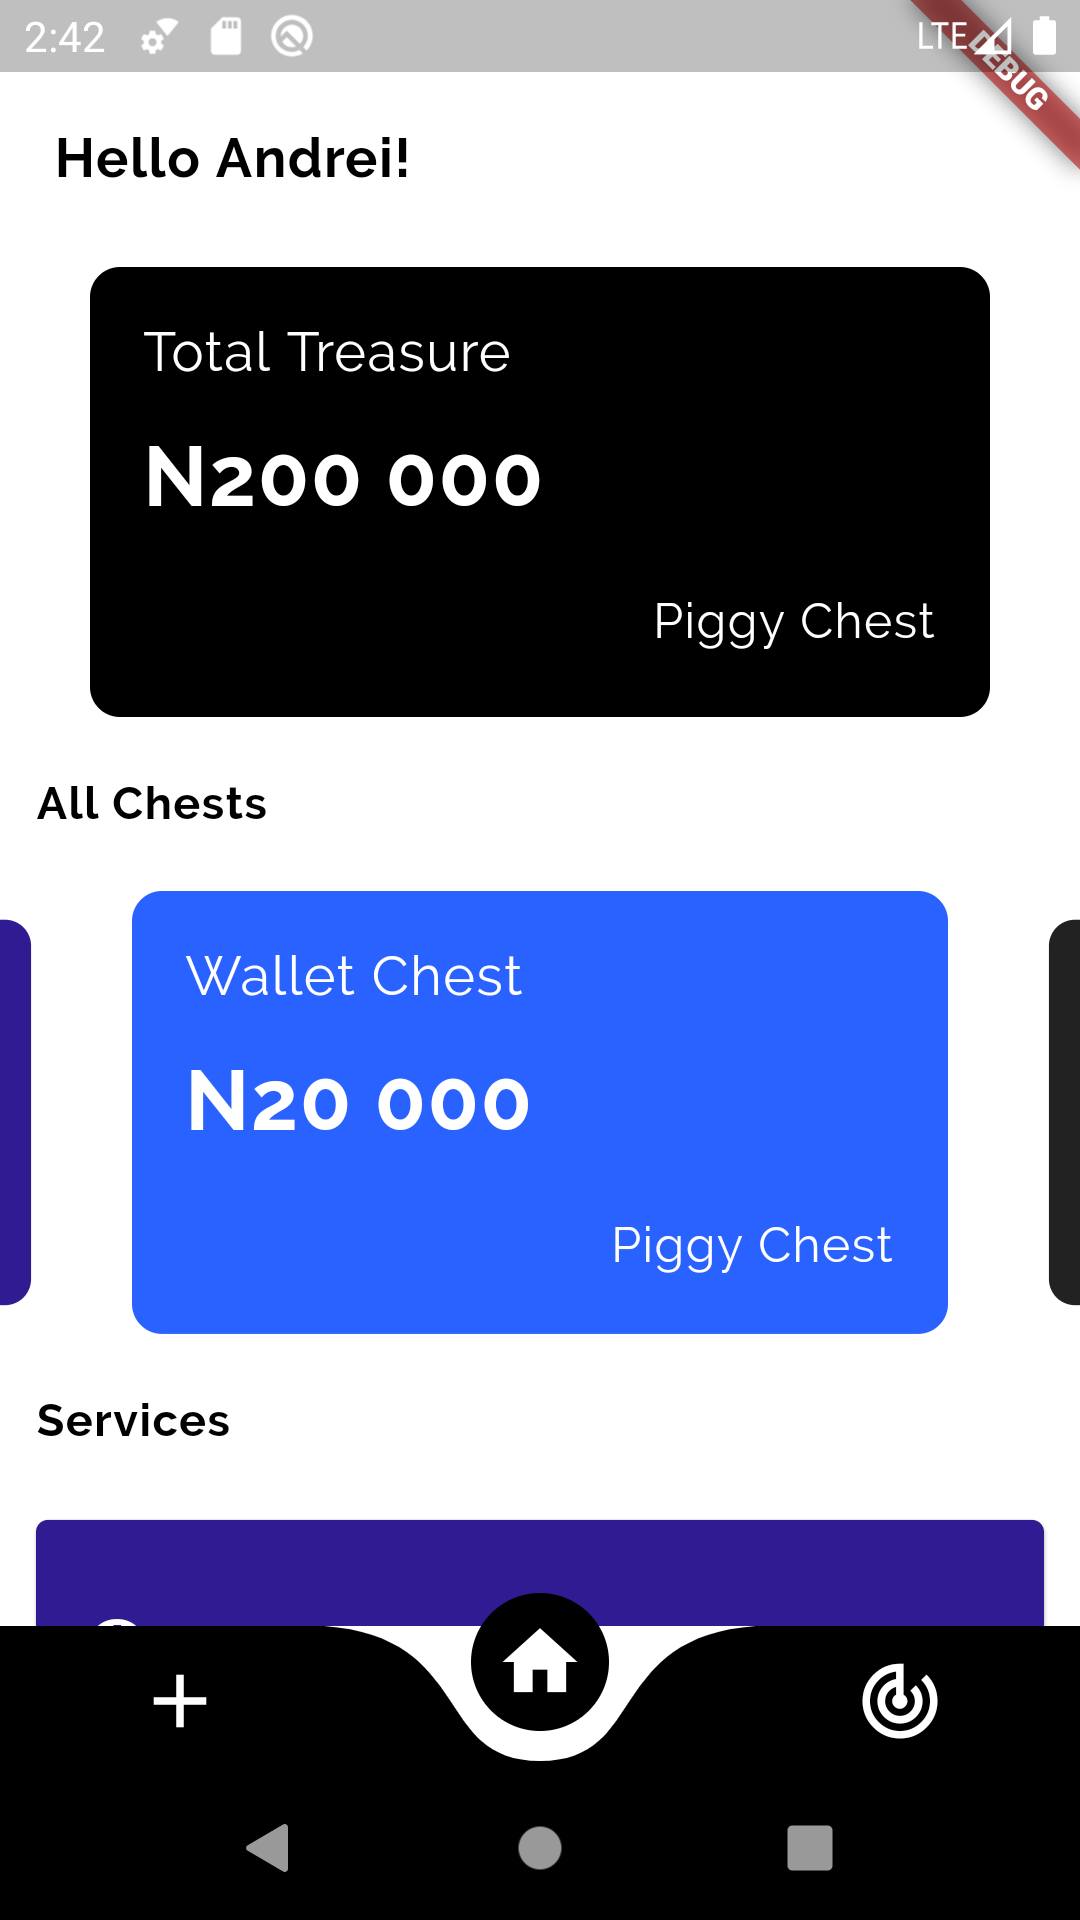 2:42
LTE
DEBUG
Hello Andrei!
Total Treasure
N200 000
Piggy Chest
All Chests
Wallet Chest
N20 000
Piggy Chest
Services